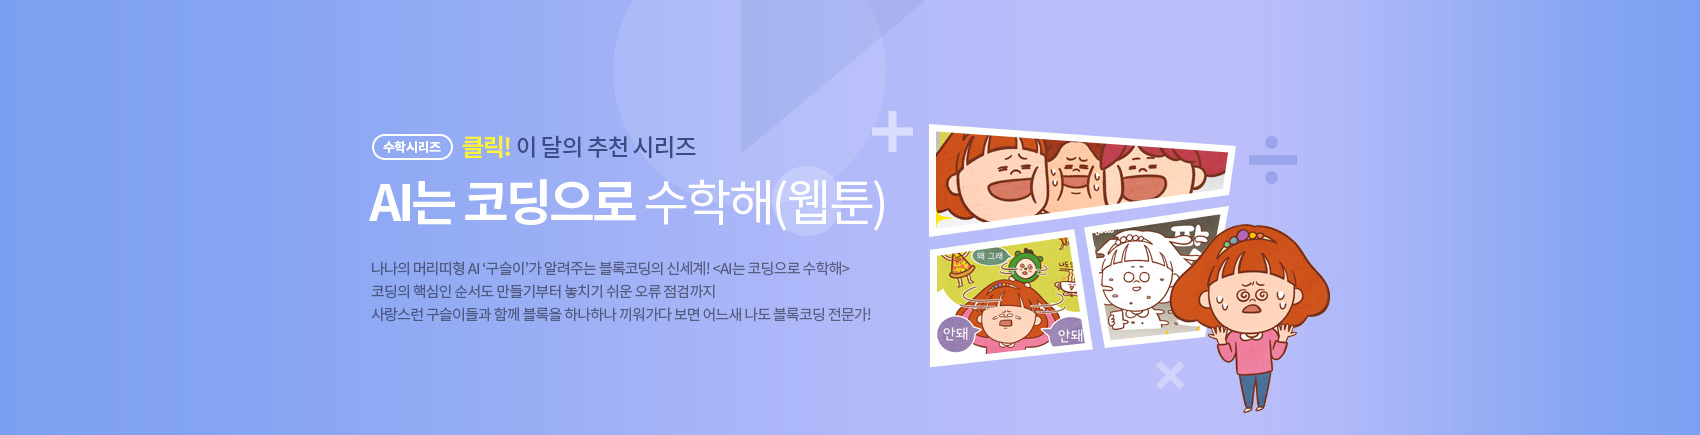 수학시리즈 클릭! 이 달의 추천 시리즈
AI는 코딩으로 수학해(웹툰)
나나의 머리띠형 AI ‘구슬이’가 알려주는 블록코딩의 신세계! <AI는 코딩으로 수학해>
코딩의 핵심인 순서도 만들기부터 놓치기 쉬운 오류 점검까지
사랑스런 구슬이들과 함께 블록을 하나하나 끼워가다 보면 어느새 나도 블록코딩 전문가!
왜 그래
안돼
안돼